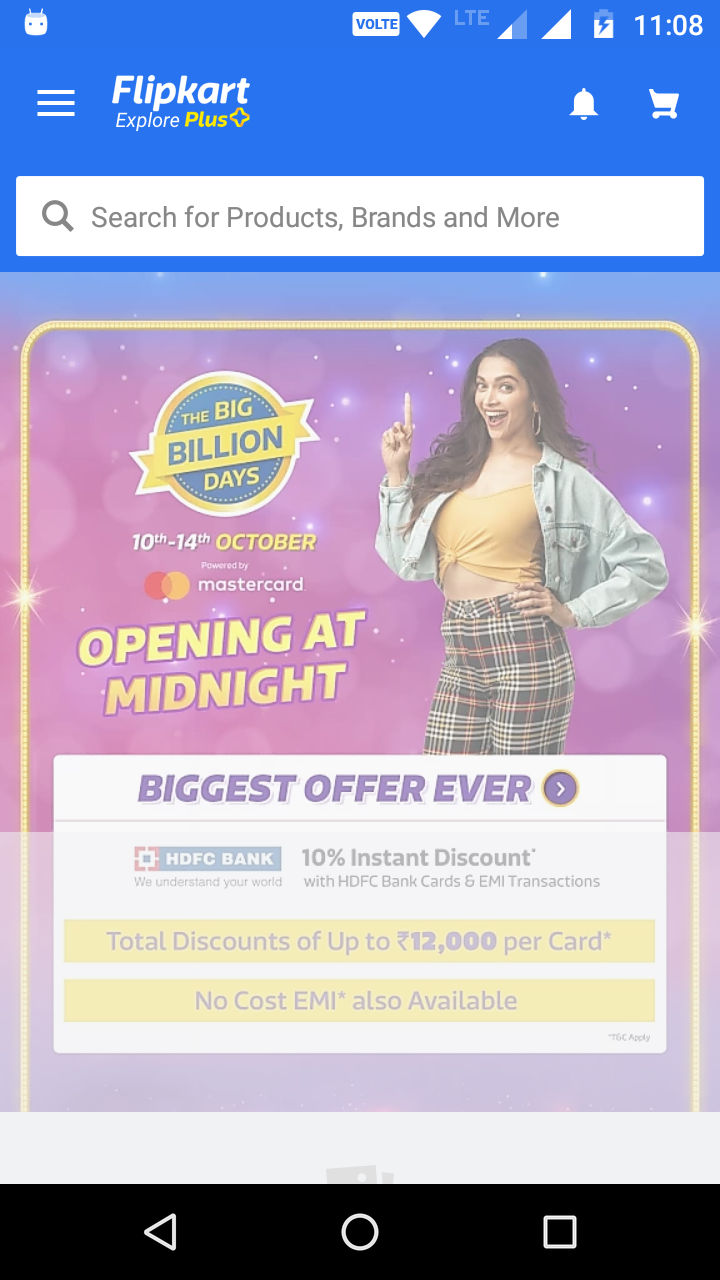 VOLTE LTE 11:08
Flipkart
Explore Plus
Search for Products, Brands and More
THE BIG
BILLION
DAYS
10th-14th OCTOBER
Powered by
mastercard
OPENING AT
MIDNIGHT
BIGGEST OFFER EVER
HDFC BANK
We understand your world
10% Instant Discount*
with HDFC Bank Cards & EMI Transactions
Total Discounts of Up to ₹12,000 per Card*
No Cost EMI* also Available
*T&C Apply